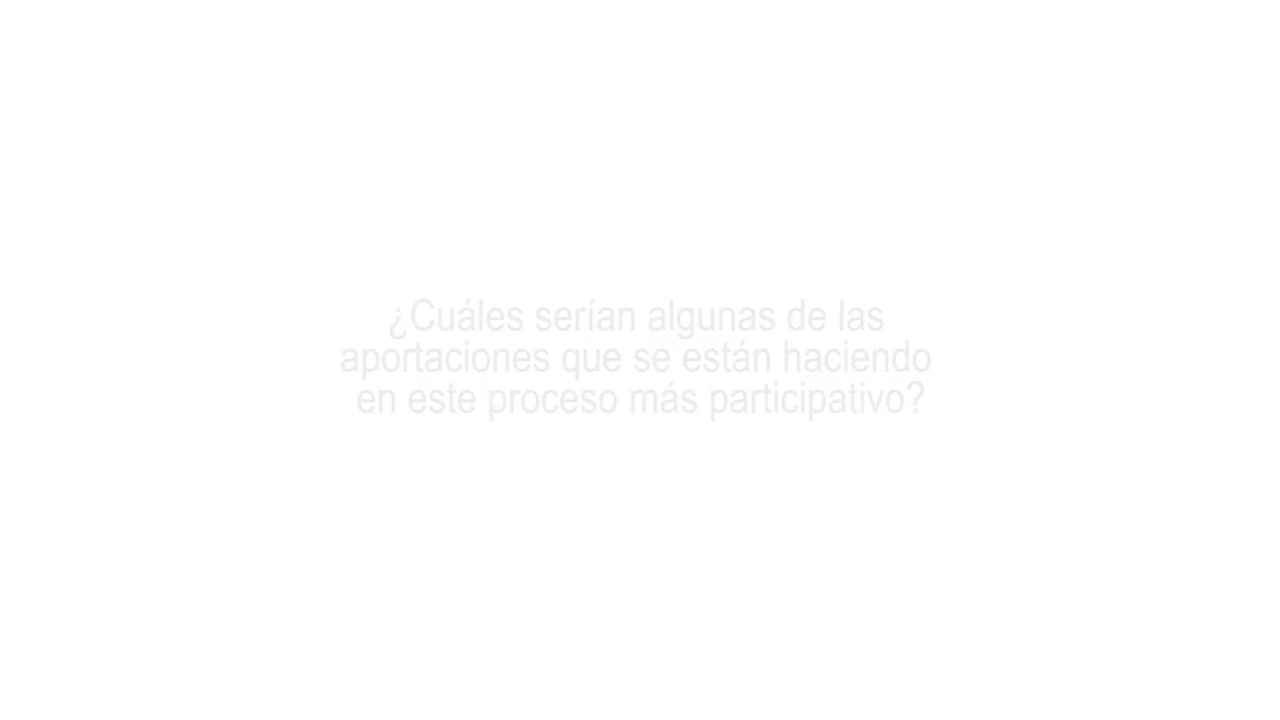 ¿Cuáles serían algunas de las
aportaciones que se están haciendo
en este proceso más participativo?